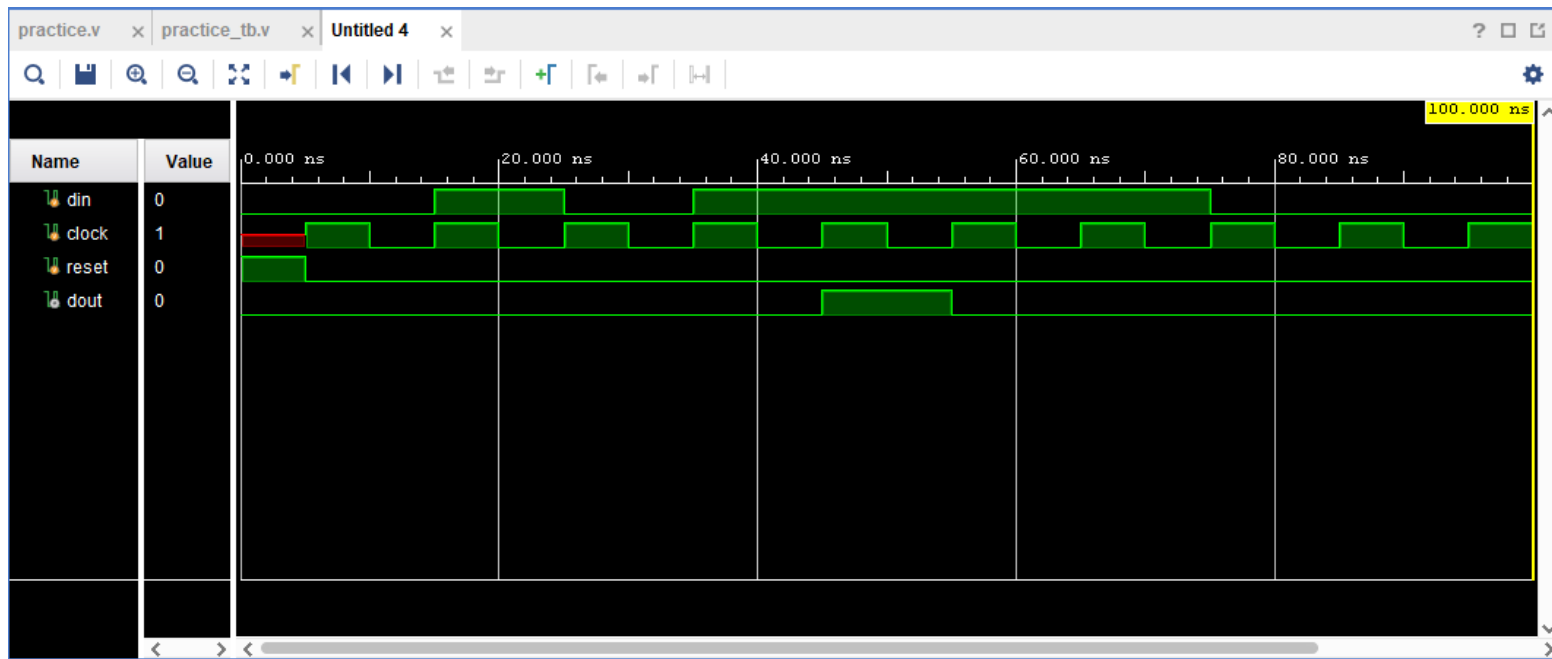 practice.v × practice_tb.v × Untitled 4 × ?
100.000 ns
Name Value 0.000 ns 20.000 ns 40.000 ns 60.000 ns 80.000 ns
din 0
clock 1
reset 0
dout 0